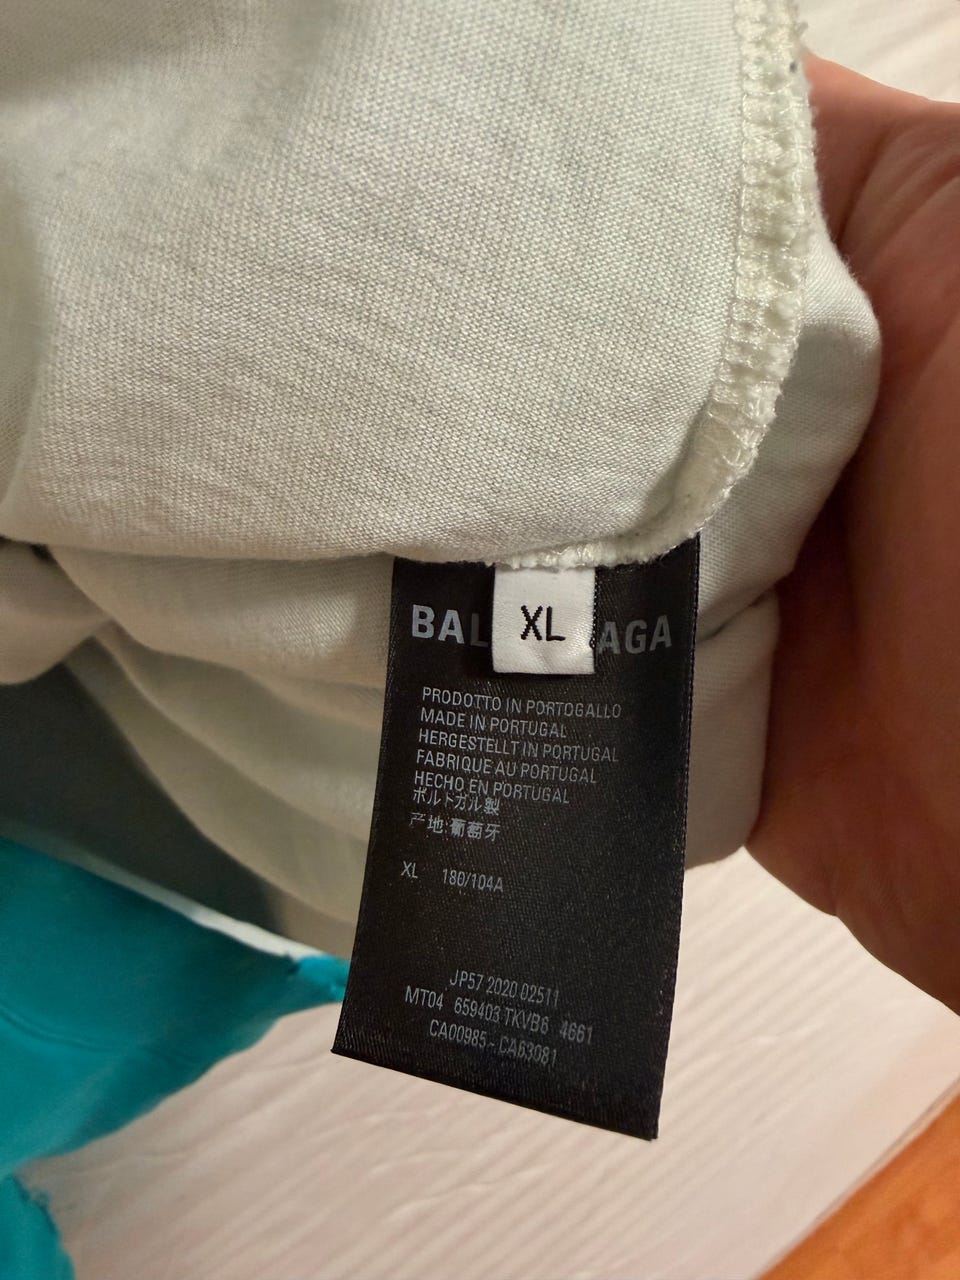 BAL XL AGA
PRODOTTO IN PORTOGALLO
MADE IN PORTUGAL
HERGESTELLT IN PORTUGAL
FABRIQUE AU PORTUGAL
HECHO EN PORTUGAL
ポルトガル製
产地:葡萄牙
XL 180/104A
JP57 2020 02511
MT04 659403 TKVB6 4661
CA00985 - CA63081